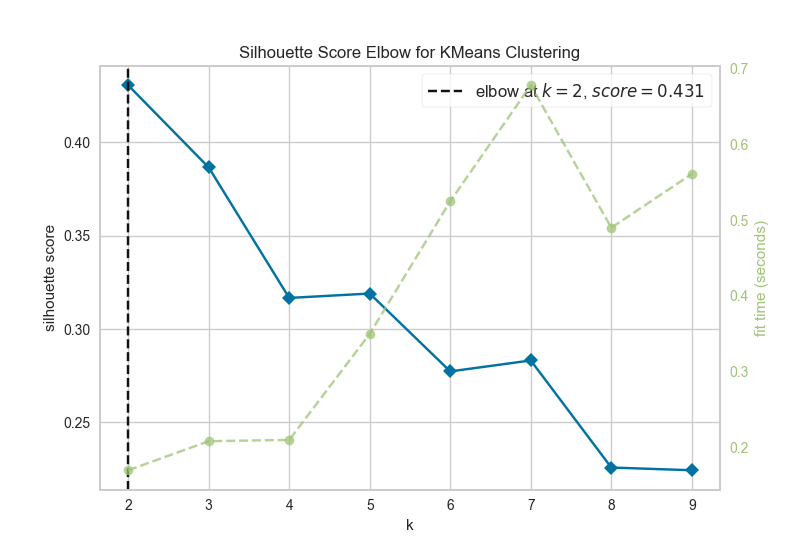 Silhouette Score Elbow for KMeans Clustering
elbow at k = 2, score = 0.431
silhouette score
0.40
0.35
0.30
0.25
fit time (seconds)
0.7
0.6
0.5
0.4
0.3
0.2
2 3 4 5 6 7 8 9
k